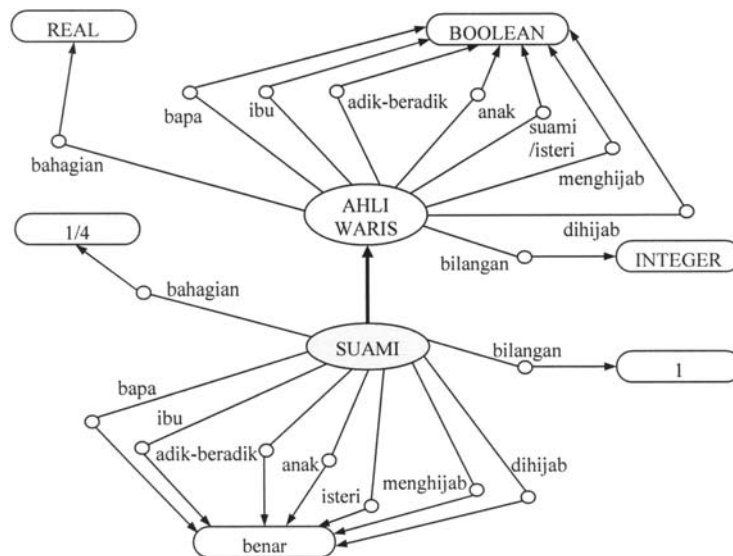 REAL
BOOLEAN
bapa
ibu
adik-beradik
anak
suami
/isteri
menghijab
bahagian
AHLI
WARIS
dihijab
1/4
bilangan
INTEGER
bahagian
SUAMI
bilangan
1
bapa
ibu
adik-beradik
anak
isteri
menghijab
dihijab
benar